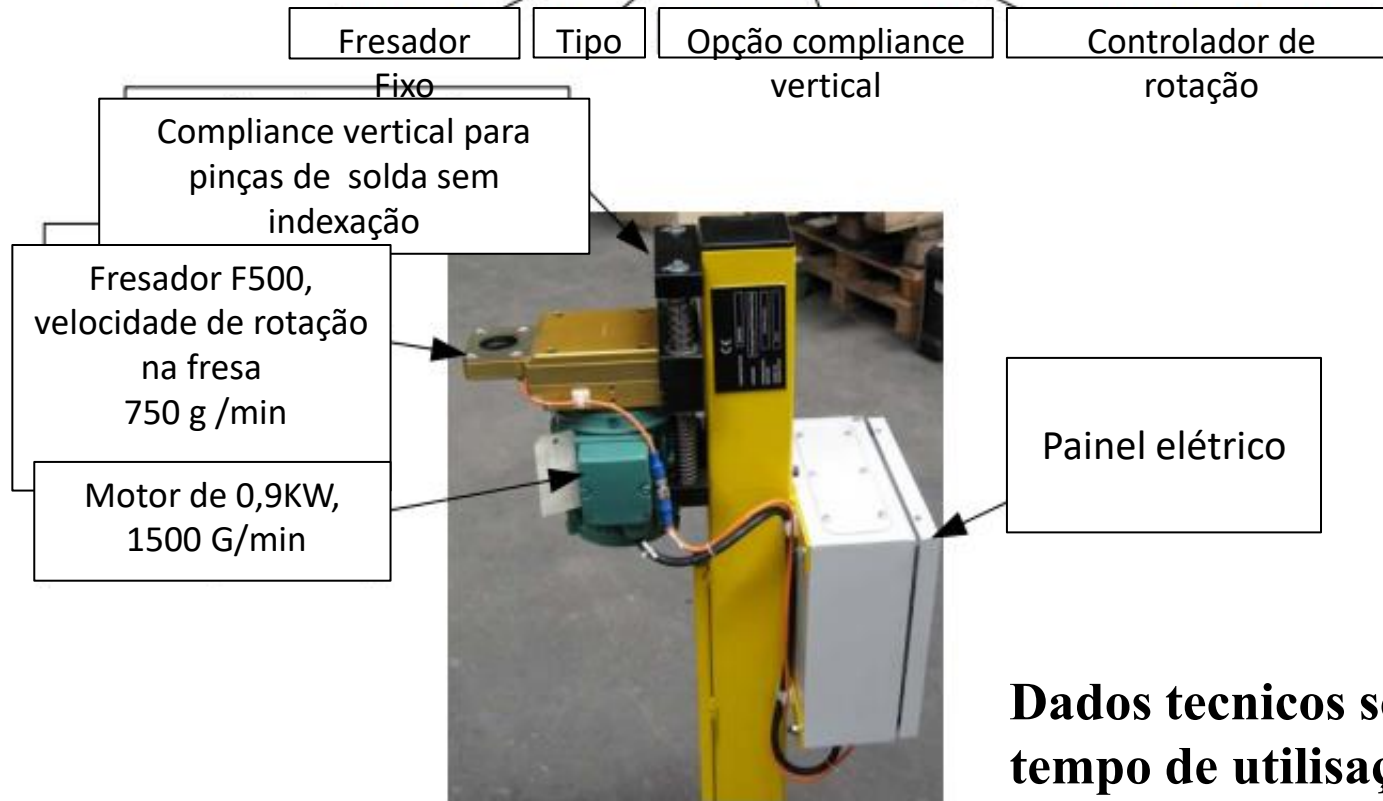 Fresador
Fixo
Tipo
Opção compliance
vertical
Controlador de
rotação
Compliance vertical para
pinças de solda sem
indexação
Fresador F500,
velocidade de rotação
na fresa
750 g /min
Motor de 0,9KW,
1500 G/min
Painel elétrico
Dados tecnicos
tempo de
CE